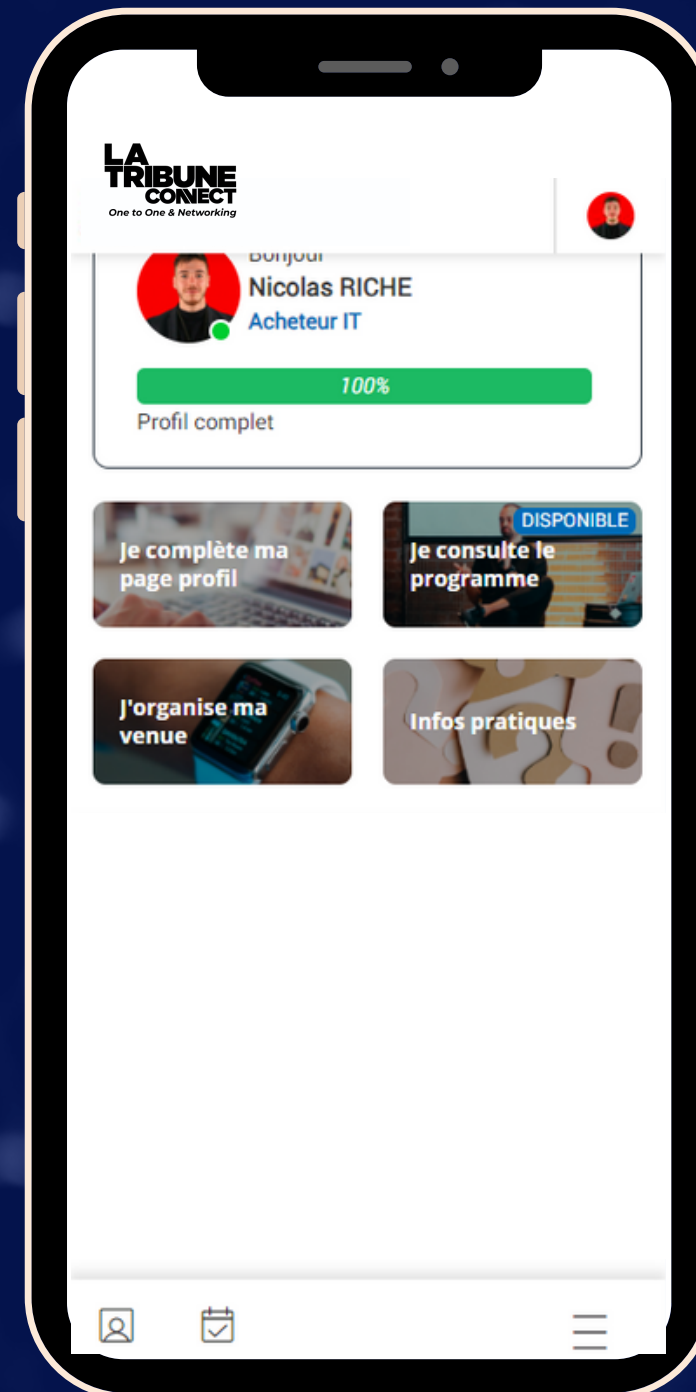 LA
TRIBUNE
CONNECT
One to One & Networking
Bonjour
Nicolas RICHE
Acheteur IT
100%
Profil complet
Je complète ma
page profil
DISPONIBLE
Je consulte le
programme
J'organise ma
venue
Infos pratiques